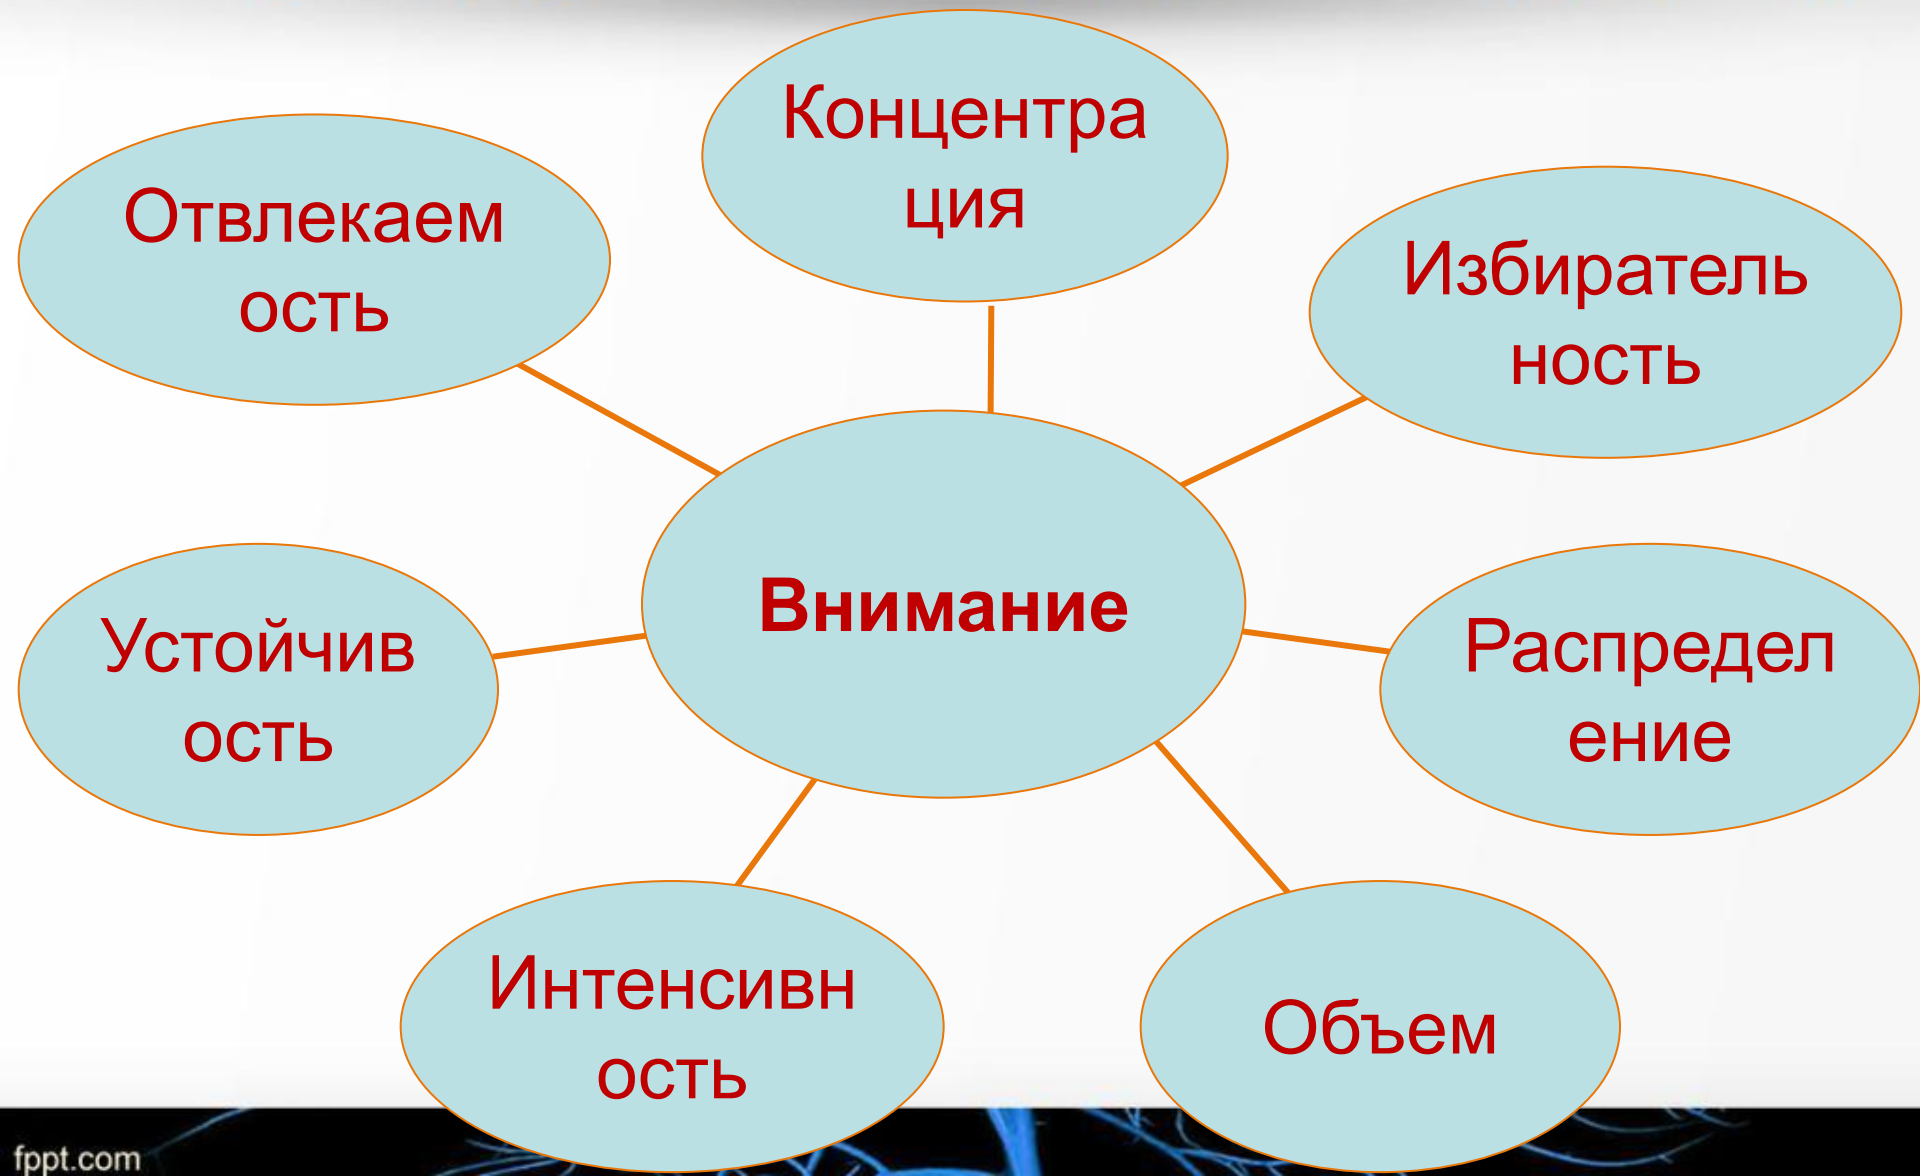 Концентра
ция
Отвлекаем
ость
Избиратель
ность
Внимание
Устойчив
ость
Распредел
ение
Интенсивн
ость
Объем
fppt.com